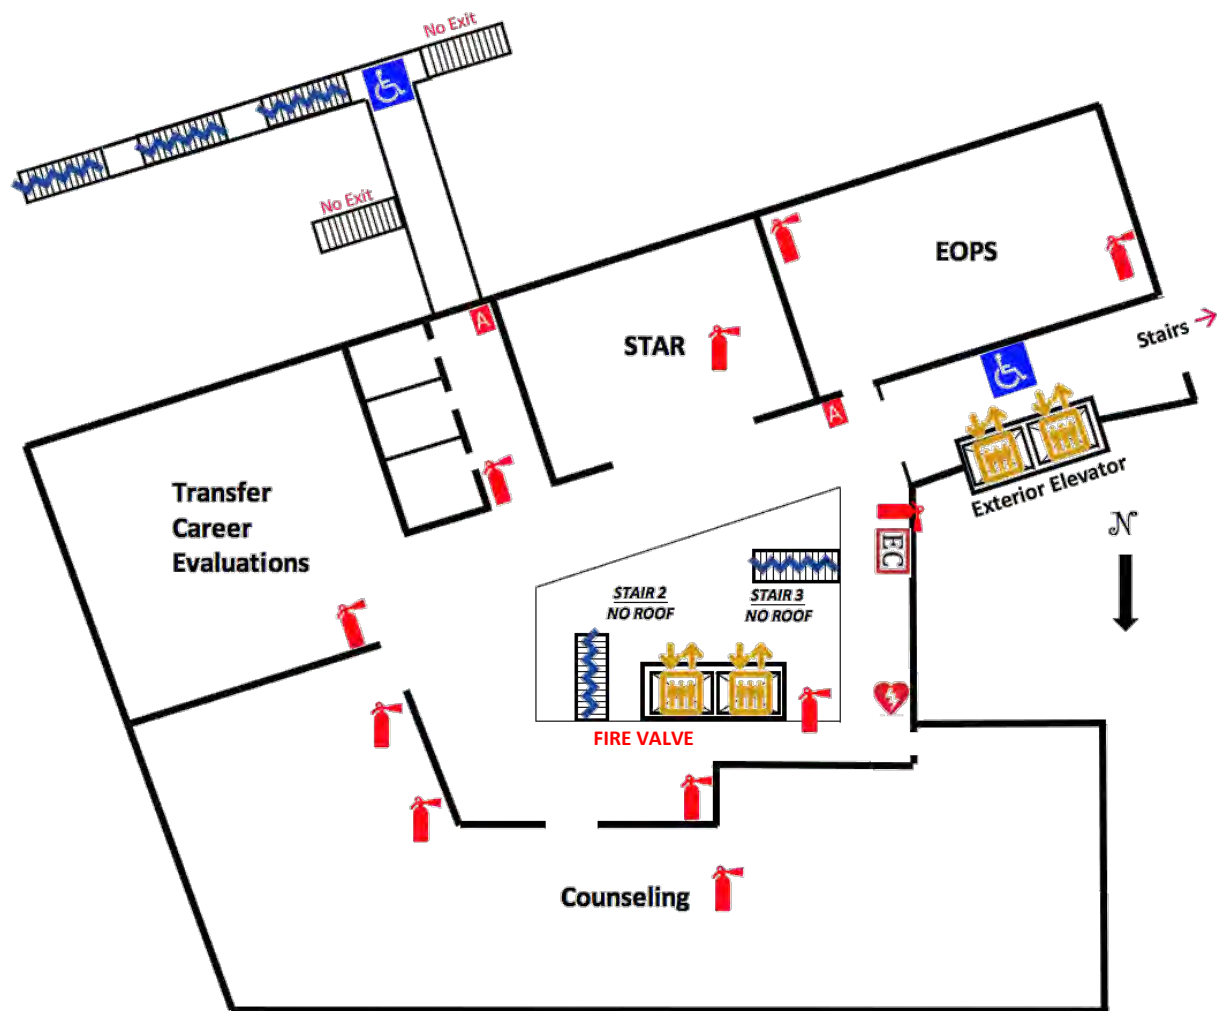 No Exit
No Exit
EOPS
Stairs
A
STAR
A
Exterior Elevator
Transfer
Career
Evaluations
N
EC
STAIR 2
NO ROOF
STAIR 3
NO ROOF
FIRE VALVE
Counseling